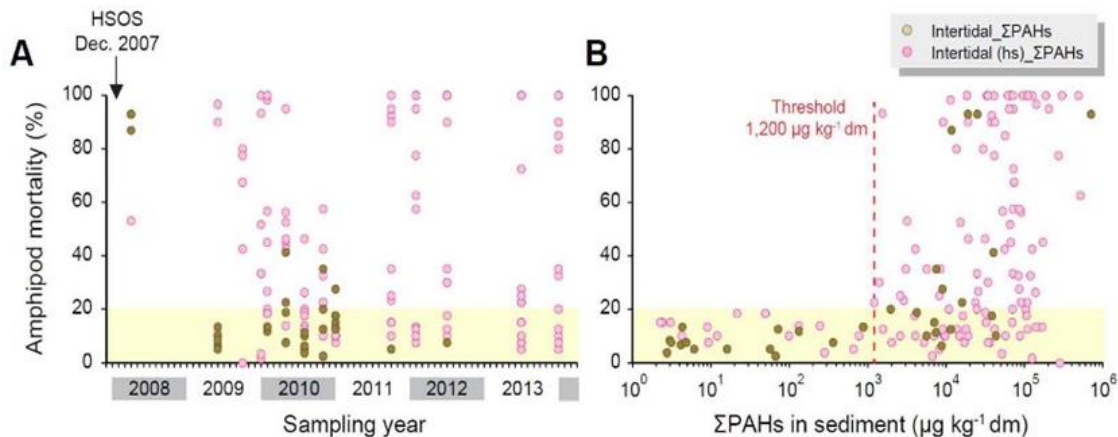 HSOS
Dec. 2007
A
Amphipod mortality (%)
100
80
60
40
20
0
2008 2009 2010 2011 2012 2013
Sampling year
B
Intertidal_ΣPAHs
Intertidal (hs)_ΣPAHs
Threshold
1,200 µg kg⁻¹ dm
100
80
60
40
20
0
10⁰ 10¹ 10² 10³ 10⁴ 10⁵ 10⁶
ΣPAHs in sediment (µg kg⁻¹ dm)